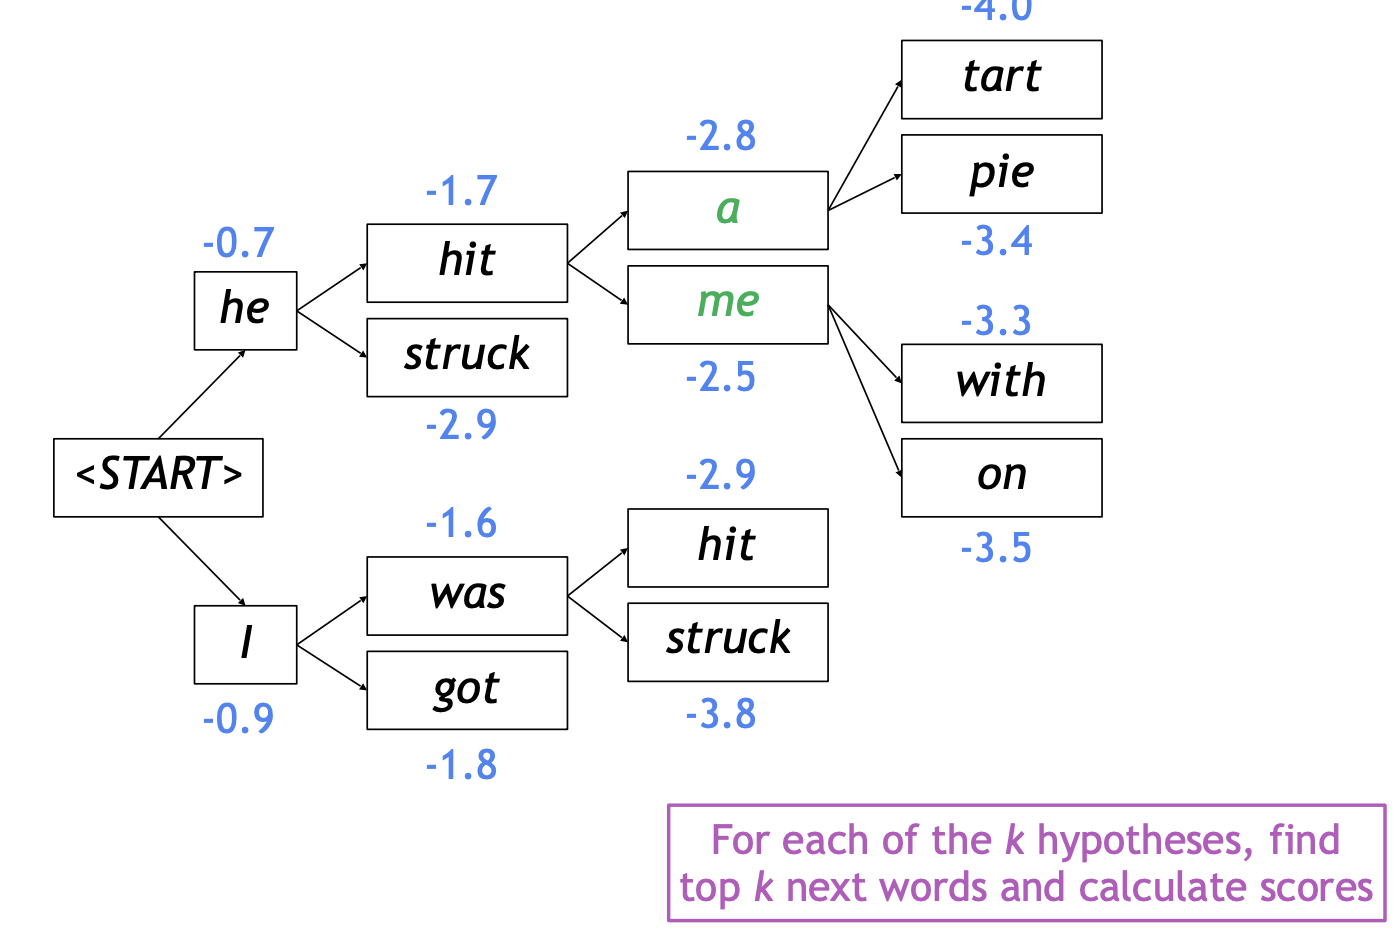 -4.0
tart
-2.8
pie
-1.7
a
-3.4
-0.7
hit
me
-3.3
he
struck
-2.5
with
-2.9
<START>
-2.9
on
-1.6
hit
-3.5
was
I
struck
got
-0.9
-3.8
-1.8
For each of the k hypotheses, find
top k next words and calculate scores